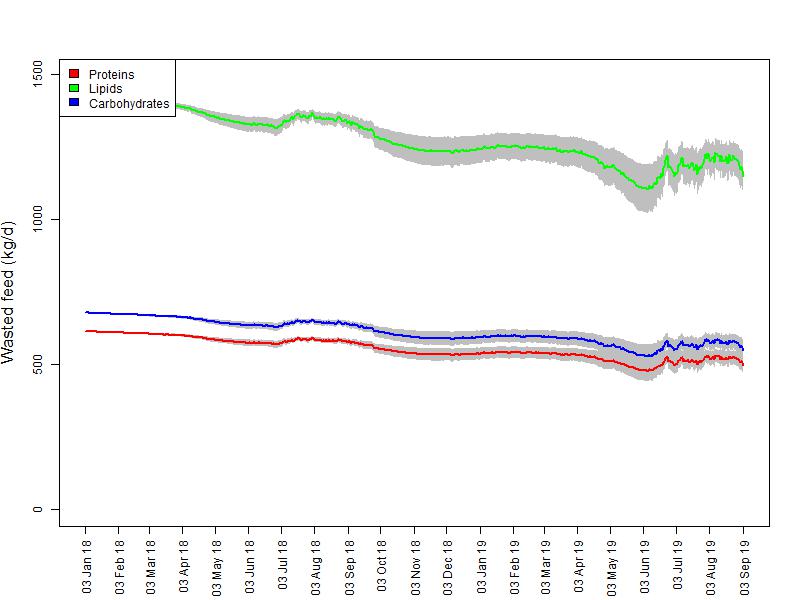 1500
1000
500
0
Wasted feed (kg/d)
Proteins
Lipids
Carbohydrates
03 Jan 18
03 Feb 18
03 Mar 18
03 Apr 18
03 May 18
03 Jun 18
03 Jul 18
03 Aug 18
03 Sep 18
03 Oct 18
03 Nov 18
03 Dec 18
03 Jan 19
03 Feb 19
03 Mar 19
03 Apr 19
03 May 19
03 Jun 19
03 Jul 19
03 Aug 19
03 Sep 19